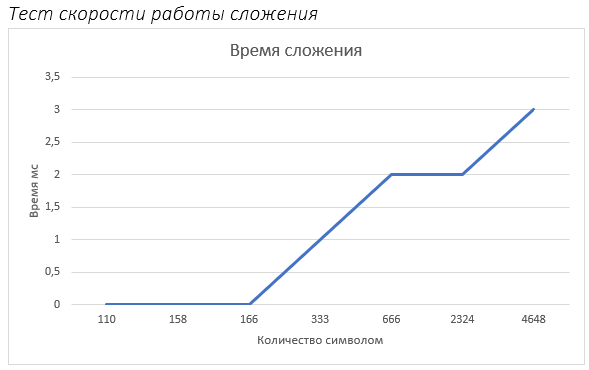 Тест скорости работы сложения
Время сложения
3,5
3
2,5
2
1,5
1
0,5
0
Время мс
110 158 166 333 666 2324 4648
Количество символом